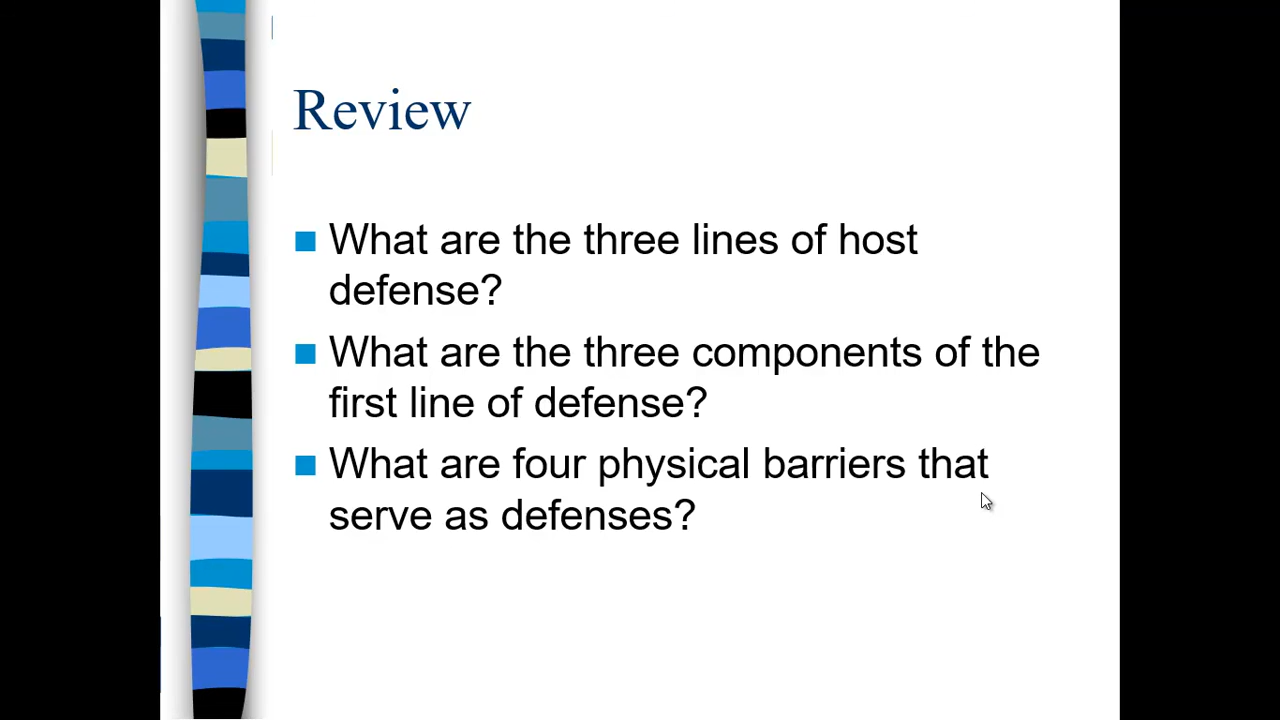 Review
What are the three lines of host
defense?
What are the three components of the
first line of defense?
What are four physical barriers that
serve as defenses?